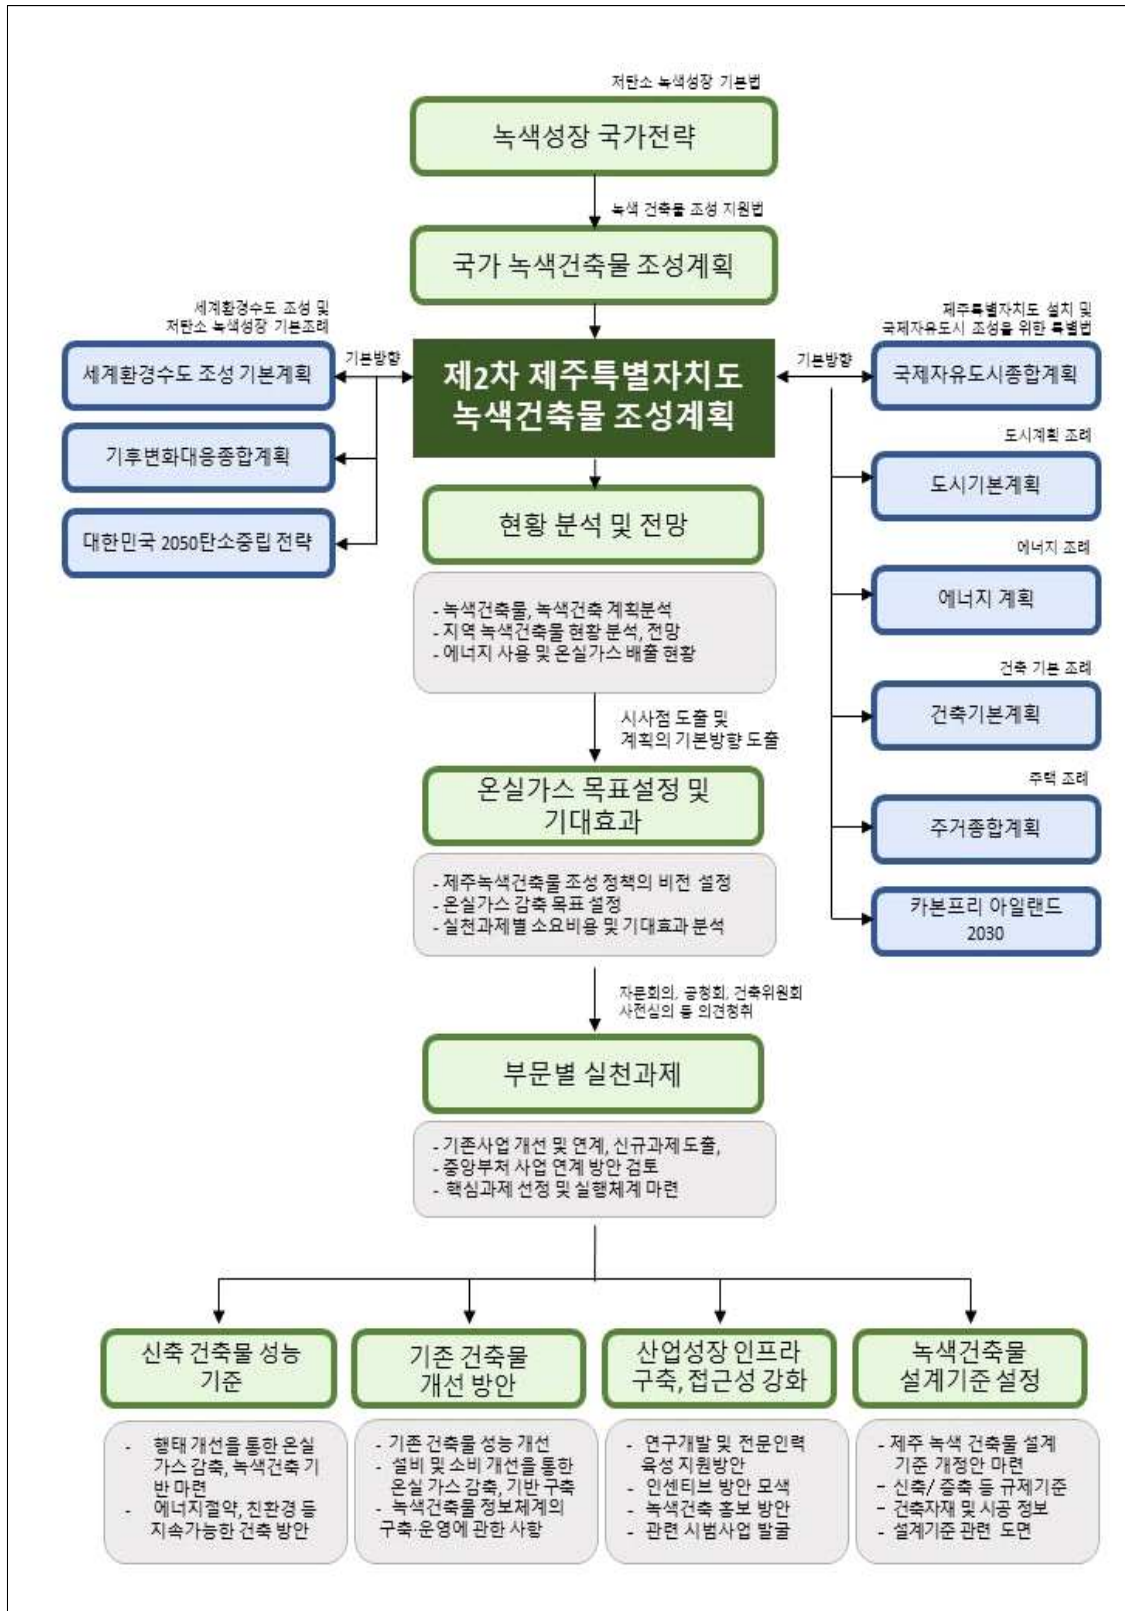 저탄소 녹색성장 기본법
녹색성장 국가전략
녹색 건축물 조성 지원법
국가 녹색건축물 조성계획
세계환경수도 조성 및
저탄소 녹색성장 기본조례
세계환경수도 조성 기본계획
기본방향
기후변화대응종합계획
대한민국 2050탄소중립 전략
제2차 제주특별자치도
녹색건축물 조성계획
제주특별자치도 설치 및
국제자유도시 조성을 위한 특별법
기본방향
국제자유도시종합계획
도시계획 조례
도시기본계획
에너지 조례
에너지 계획
건축 기본 조례
건축기본계획
주택 조례
주거종합계획
카본프리 아일랜드
2030
현황 분석 및 전망
- 녹색건축물, 녹색건축 계획분석
- 지역 녹색건축물 현황 분석, 전망
- 에너지 사용 및 온실가스 배출 현황
시사점 도출 및
계획의 기본방향 도출
온실가스 목표설정 및
기대효과
- 제주녹색건축물 조성 정책의 비전 설정
- 온실가스 감축 목표 설정
- 실천과제별 소요비용 및 기대효과 분석
자문회의, 공청회, 건축위원회
사전심의 등 의견청취
부문별 실천과제
- 기존사업 개선 및 연계, 신규과제 도출,
- 중앙부처 사업 연계 방안 검토
- 핵심과제 선정 및 실행체계 마련
신축 건축물 성능
기준
- 행태 개선을 통한 온실
가스 감축, 녹색건축 기
반 마련
- 에너지절약, 친환경 등
지속가능한 건축 방안
기존 건축물
개선 방안
- 기존 건축물 성능 개선
- 설비 및 소비 개선을 통한
온실 가스 감축, 기반 구축
- 녹색건축물 정보체계의
구축·운영에 관한 사항
산업성장 인프라
구축, 접근성 강화
- 연구개발 및 전문인력
육성 지원방안
- 인센티브 방안 모색
- 녹색건축 홍보 방안
- 관련 시범사업 발굴
녹색건축물
설계기준 설정
- 제주 녹색 건축물 설계
기준 개정안 마련
- 신축/ 증축 등 규제기준
- 건축자재 및 시공 정보
- 설계기준 관련 도면